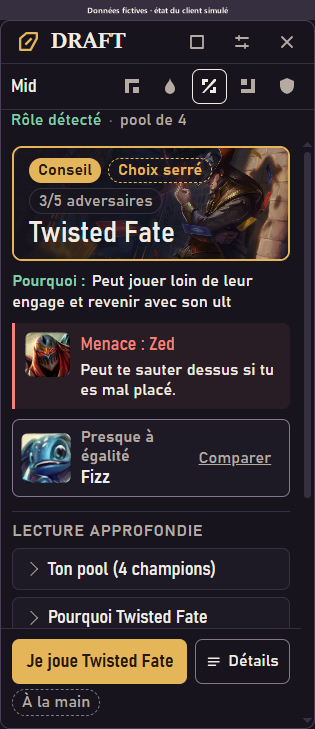 Données fictives · état du client simulé
DRAFT
Mid
Rôle détecté · pool de 4
Conseil
Choix serré
3/5 adversaires
Twisted Fate
Pourquoi : Peut jouer loin de leur
engage et revenir avec son ult
Menace : Zed
Peut te sauter dessus si tu
es mal placé.
Presque à
égalité
Fizz
Comparer
LECTURE APPROFONDIE
Ton pool (4 champions)
Pourquoi Twisted Fate
Je joue Twisted Fate
Détails
À la main